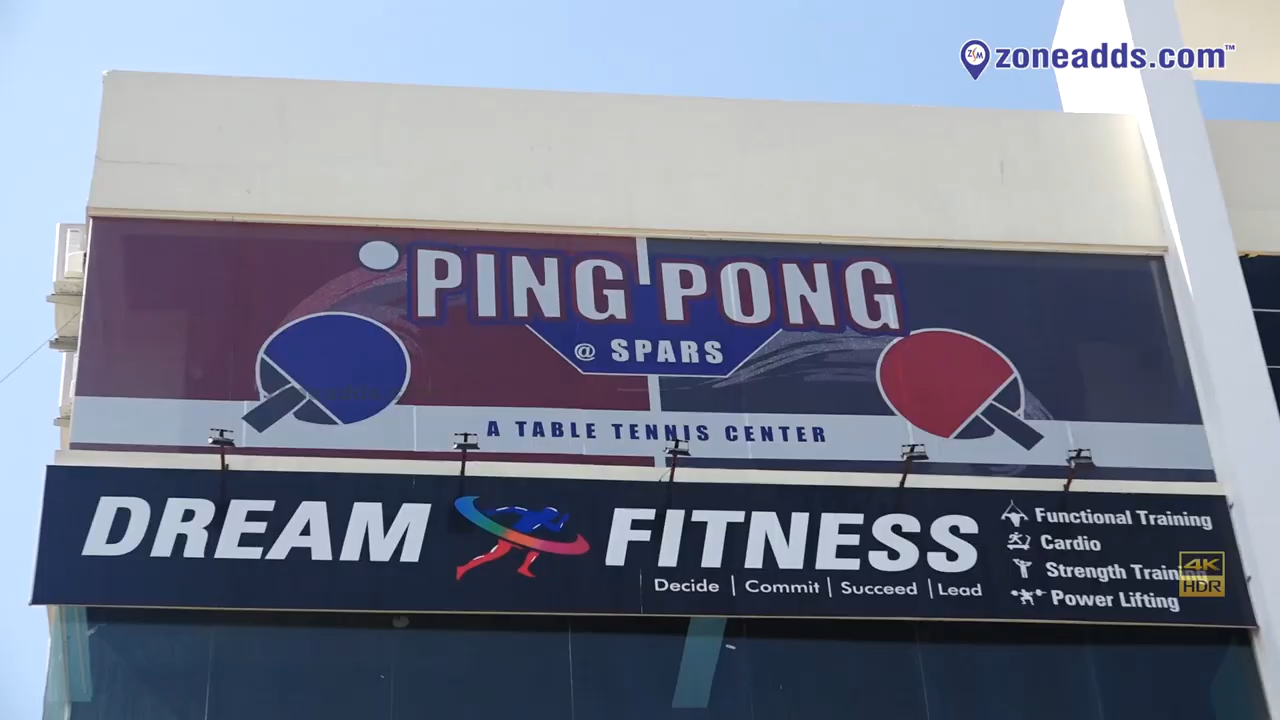 zoneadds.com™
PING PONG
@ SPARS
A TABLE TENNIS CENTER
DREAM FITNESS
Decide | Commit | Succeed | Lead
Functional Training
Cardio
Strength Training
Power Lifting
4K
HDR